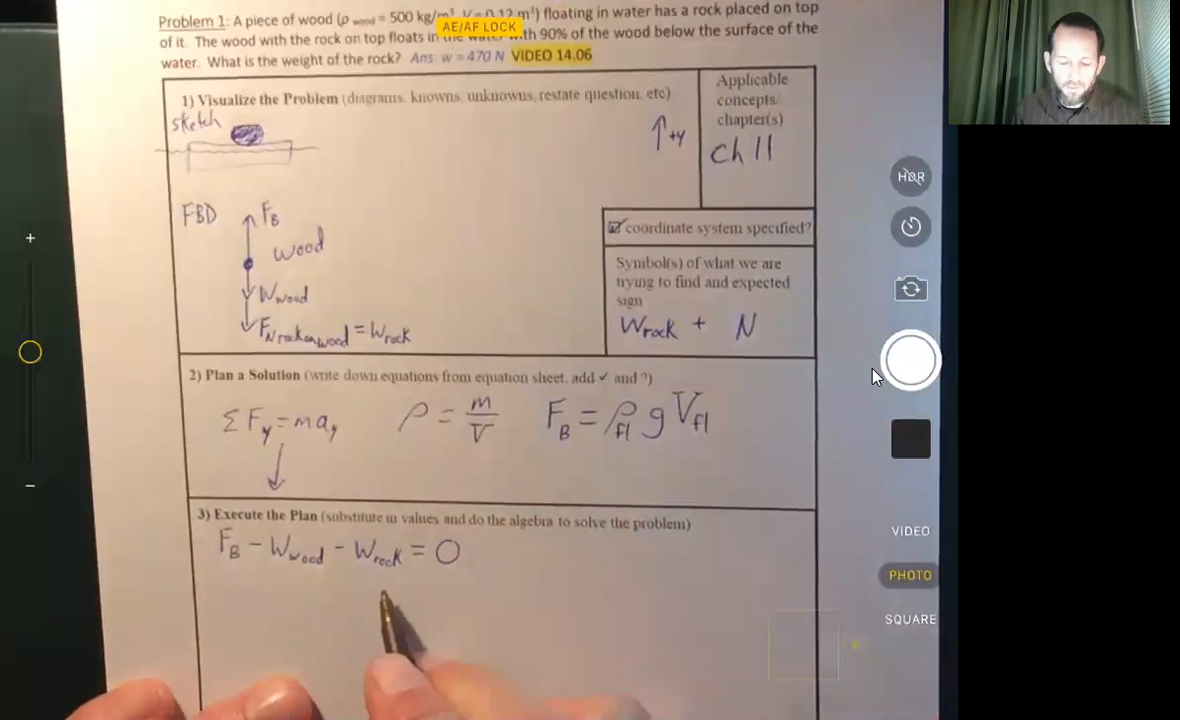 Problem 1: A piece of wood (ρ wood = 500 kg/m³, V = 0.12 m³) floating in water has a rock placed on top
of it. The wood with the rock on top floats in the water with 90% of the wood below the surface of the
water. What is the weight of the rock? Ans: w = 470 N VIDEO 14.06
AE/AF LOCK
1) Visualize the Problem (diagrams, knowns, unknowns, restate question, etc)
Sketch
↑+y
Applicable
concepts/
chapter(s)
Ch 11
FBD
F_B
wood
W_wood
F_N rock on wood = W_rock
☑ coordinate system specified?
Symbol(s) of what we are
trying to find and expected
sign
W_rock + N
2) Plan a Solution (write down equations from equation sheet, add ✓ and ?)
ΣF_y = ma_y ρ = m/V F_B = ρ_fl g V_fl
3) Execute the Plan (substitute in values and do the algebra to solve the problem)
F_B - W_wood - W_rock = 0
HDR
VIDEO
PHOTO
SQUARE
+
-